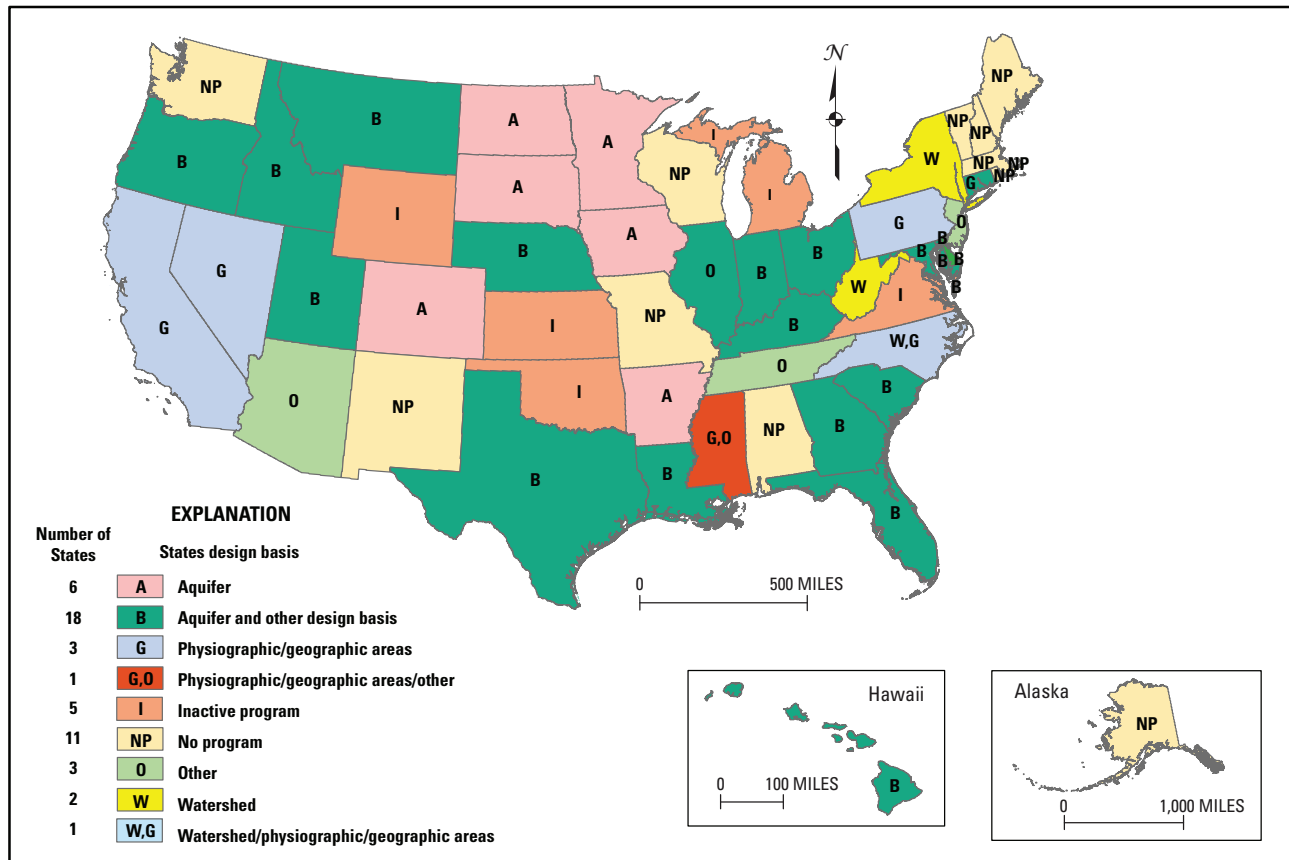 N
NP
B
B
B
A
A
I
NP
I
A
I
A
B
G
G
B
A
O
NP
I
I
B
NP
A
B
G,O
NP
O
B
B
O
B
B
B
B
W
I
W,G
G
W
NP
NP
NP
NP
NP
NP
NP
G
O
B
B
B
B
B
0 500 MILES
EXPLANATION
Number of States
States design basis
6 A Aquifer
18 B Aquifer and other design basis
3 G Physiographic/geographic areas
1 G,O Physiographic/geographic areas/other
5 I Inactive program
11 NP No program
3 O Other
2 W Watershed
1 W,G Watershed/physiographic/geographic areas
Hawaii
B
0 100 MILES
Alaska
NP
0 1,000 MILES